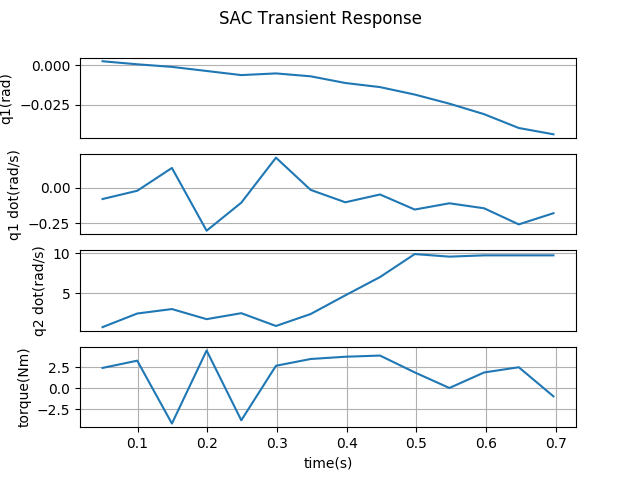 SAC Transient Response
0.000
−0.025
q1(rad)
0.00
−0.25
q1 dot(rad/s)
10
5
q2 dot(rad/s)
2.5
0.0
−2.5
torque(Nm)
0.1 0.2 0.3 0.4 0.5 0.6 0.7
time(s)